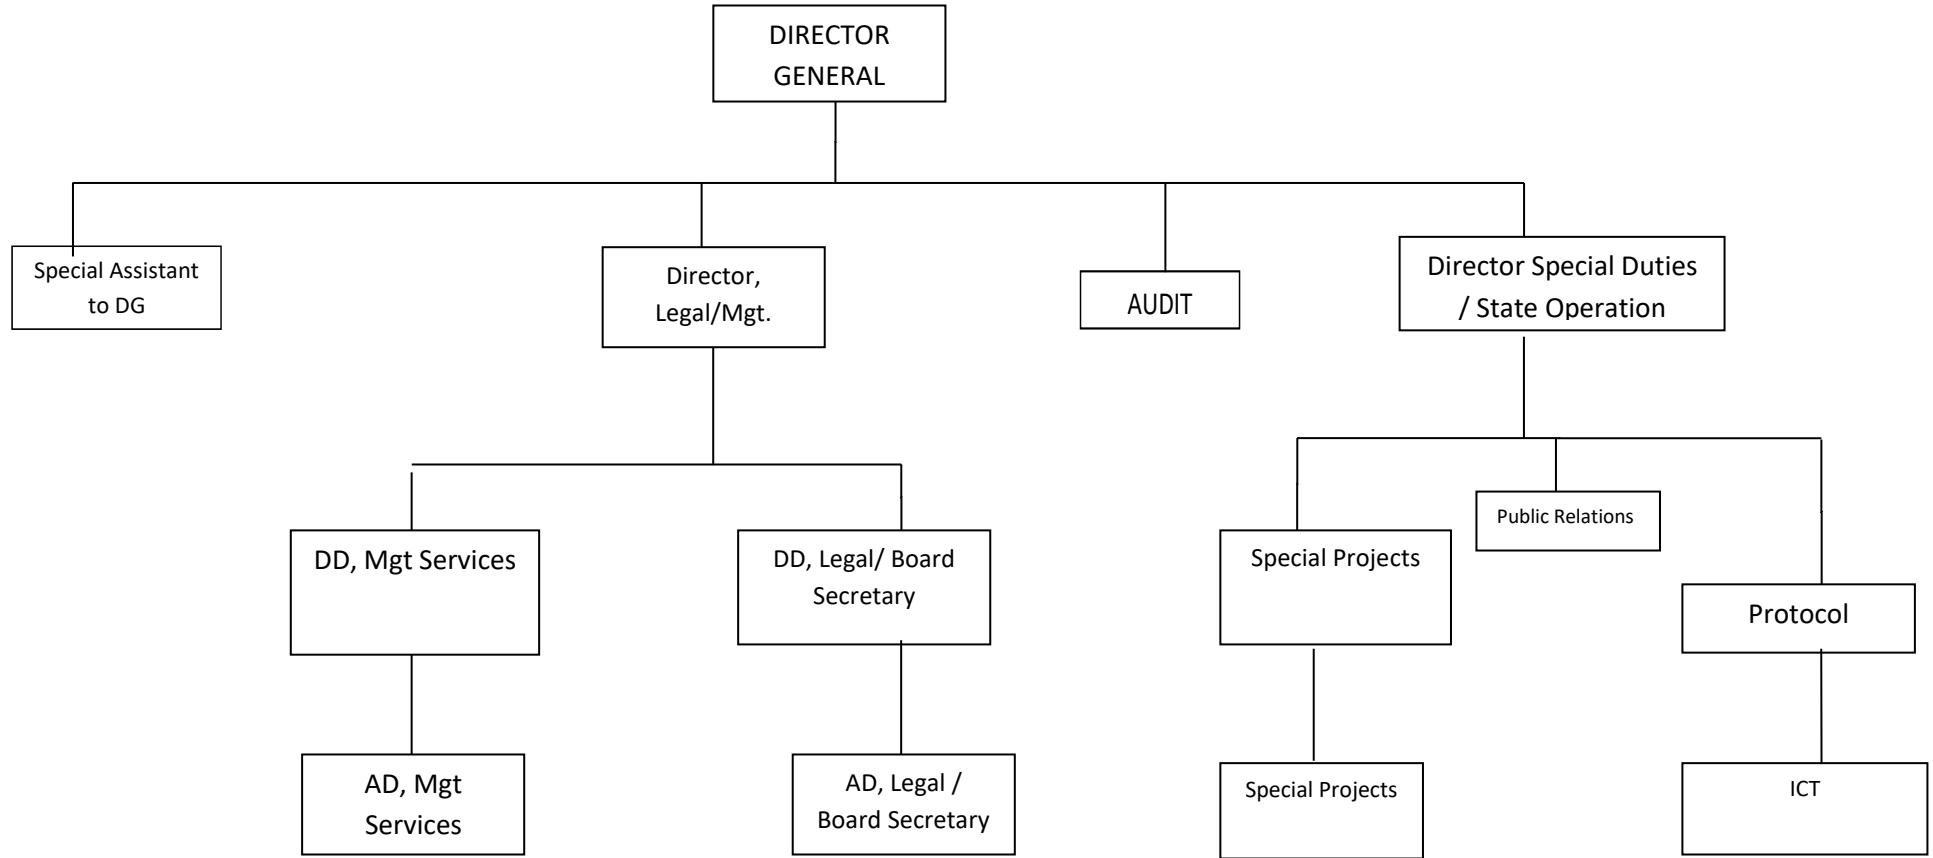 DIRECTOR
GENERAL
Special Assistant
to DG
Director,
Legal/Mgt.
AUDIT
Director Special Duties
/ State Operation
DD, Mgt Services
DD, Legal/ Board
Secretary
Special Projects
Public Relations
Protocol
AD, Mgt
Services
AD, Legal /
Board Secretary
Special Projects
ICT